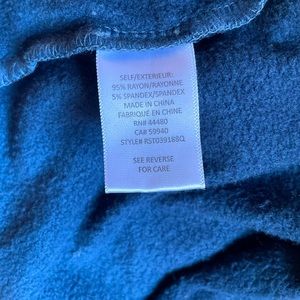 SELF/EXTERIEUR:
95% RAYON/RAYONNE
5% SPANDEX/SPANDEX
MADE IN CHINA
FABRIQUÉ EN CHINE
RN# 44480
CA# 59940
STYLE# RST039188Q
SEE REVERSE
FOR CARE